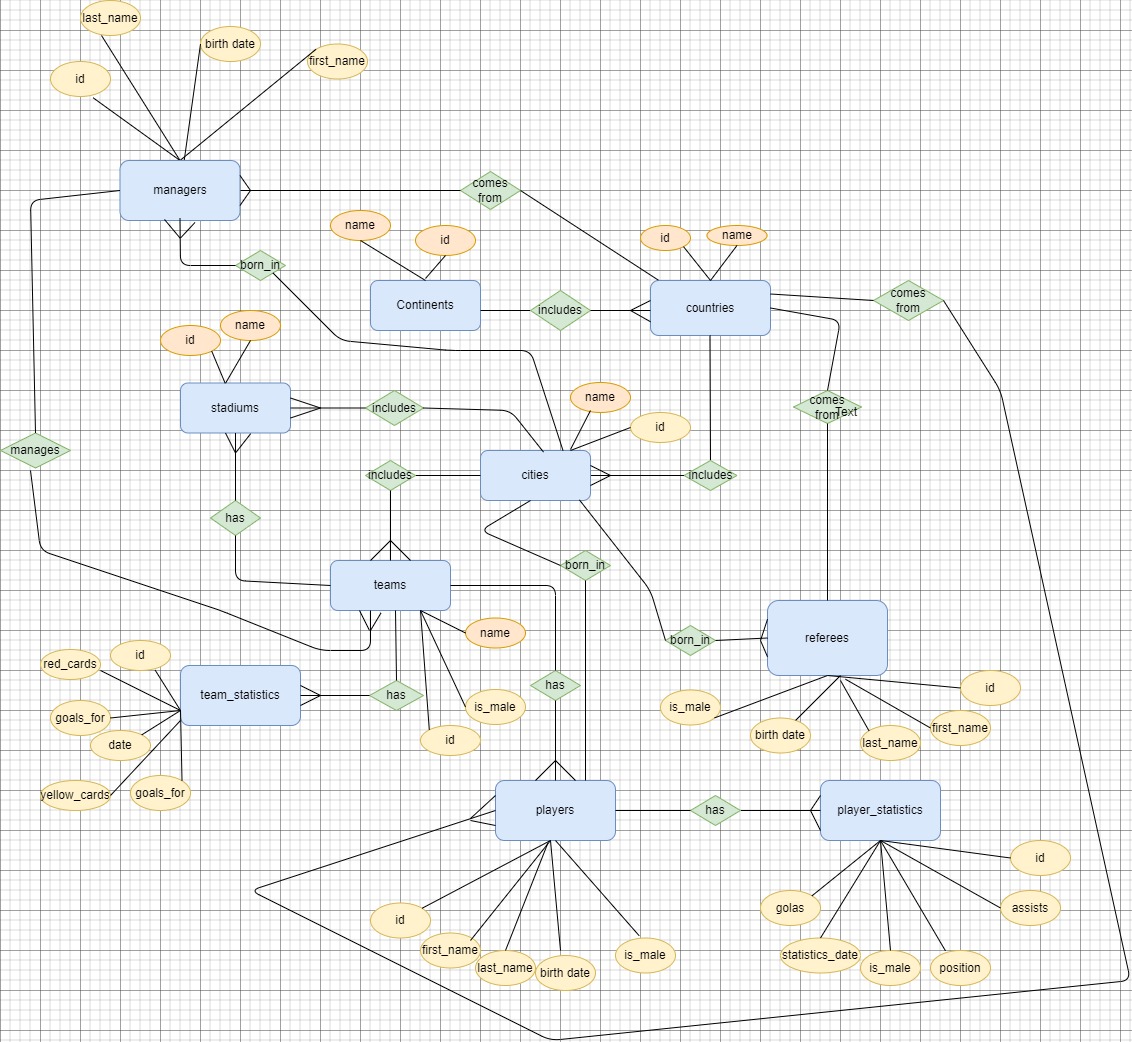 last_name
birth date
first_name
id
managers
comes
from
name
id
id
name
born_in
Continents
includes
countries
comes
from
id
name
stadiums
includes
name
id
comes
from
Text
manages
includes
cities
includes
has
born_in
teams
name
born_in
referees
red_cards
id
team_statistics
has
has
is_male
id
goals_for
date
yellow_cards
goals_for
is_male
birth date
last_name
first_name
id
players
has
player_statistics
id
first_name
last_name
birth date
is_male
golas
statistics_date
is_male
position
assists
id